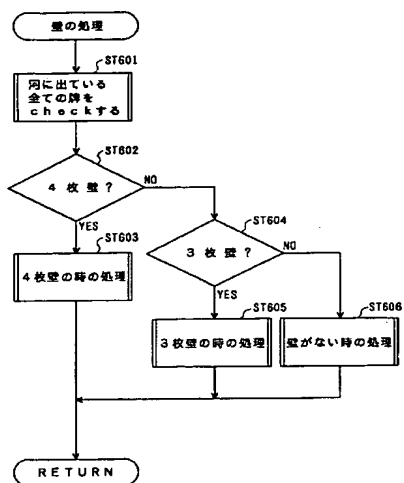 壁の処理
ST601
河に出ている
全ての牌を
checkする
ST602
4枚壁?
NO
YES
ST603
4枚壁の時の処理
ST604
3枚壁?
NO
YES
ST605
3枚壁の時の処理
ST606
壁がない時の処理
RETURN